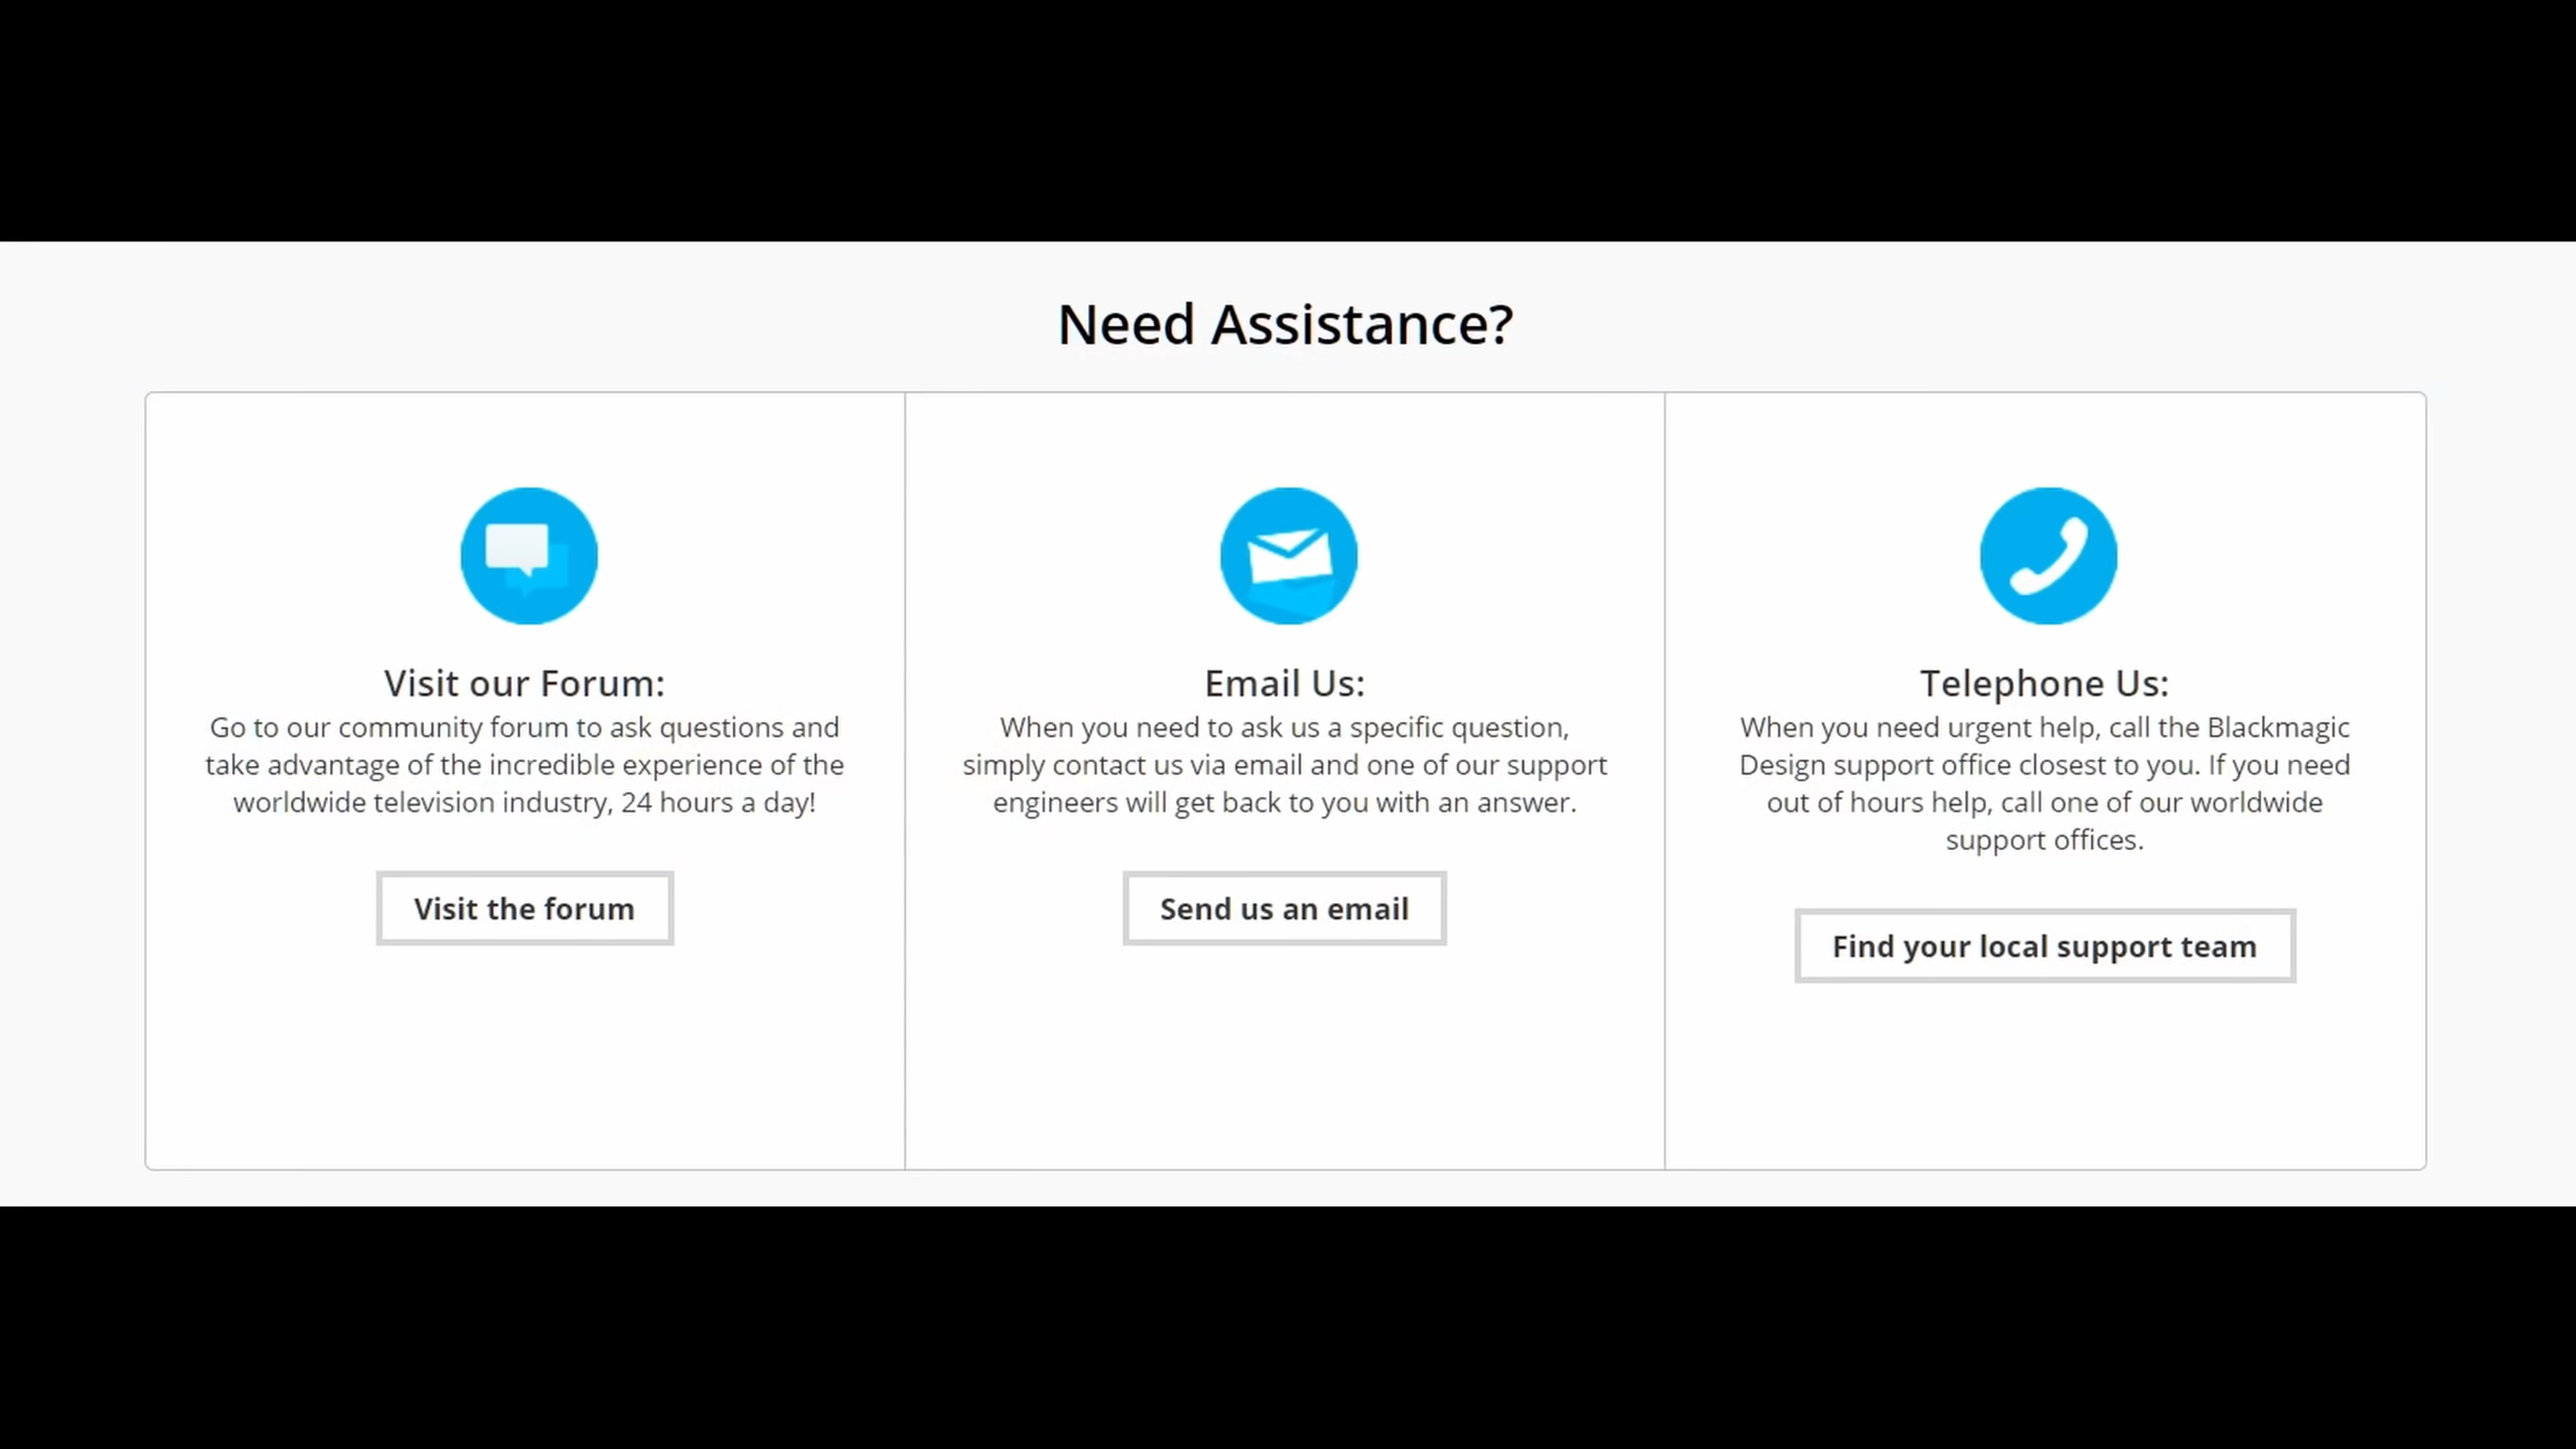 Need Assistance?
Visit our Forum:
Go to our community forum to ask questions and
take advantage of the incredible experience of the
worldwide television industry, 24 hours a day!
Visit the forum
Email Us:
When you need to ask us a specific question,
simply contact us via email and one of our support
engineers will get back to you with an answer.
Send us an email
Telephone Us:
When you need urgent help, call the Blackmagic
Design support office closest to you. If you need
out of hours help, call one of our worldwide
support offices.
Find your local support team